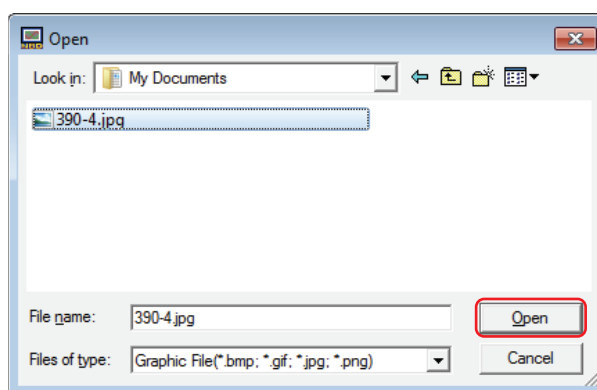 Open
Look in: My Documents
390-4.jpg
File name: 390-4.jpg Open
Files of type: Graphic File(*.bmp; *.gif; *.jpg; *.png) Cancel